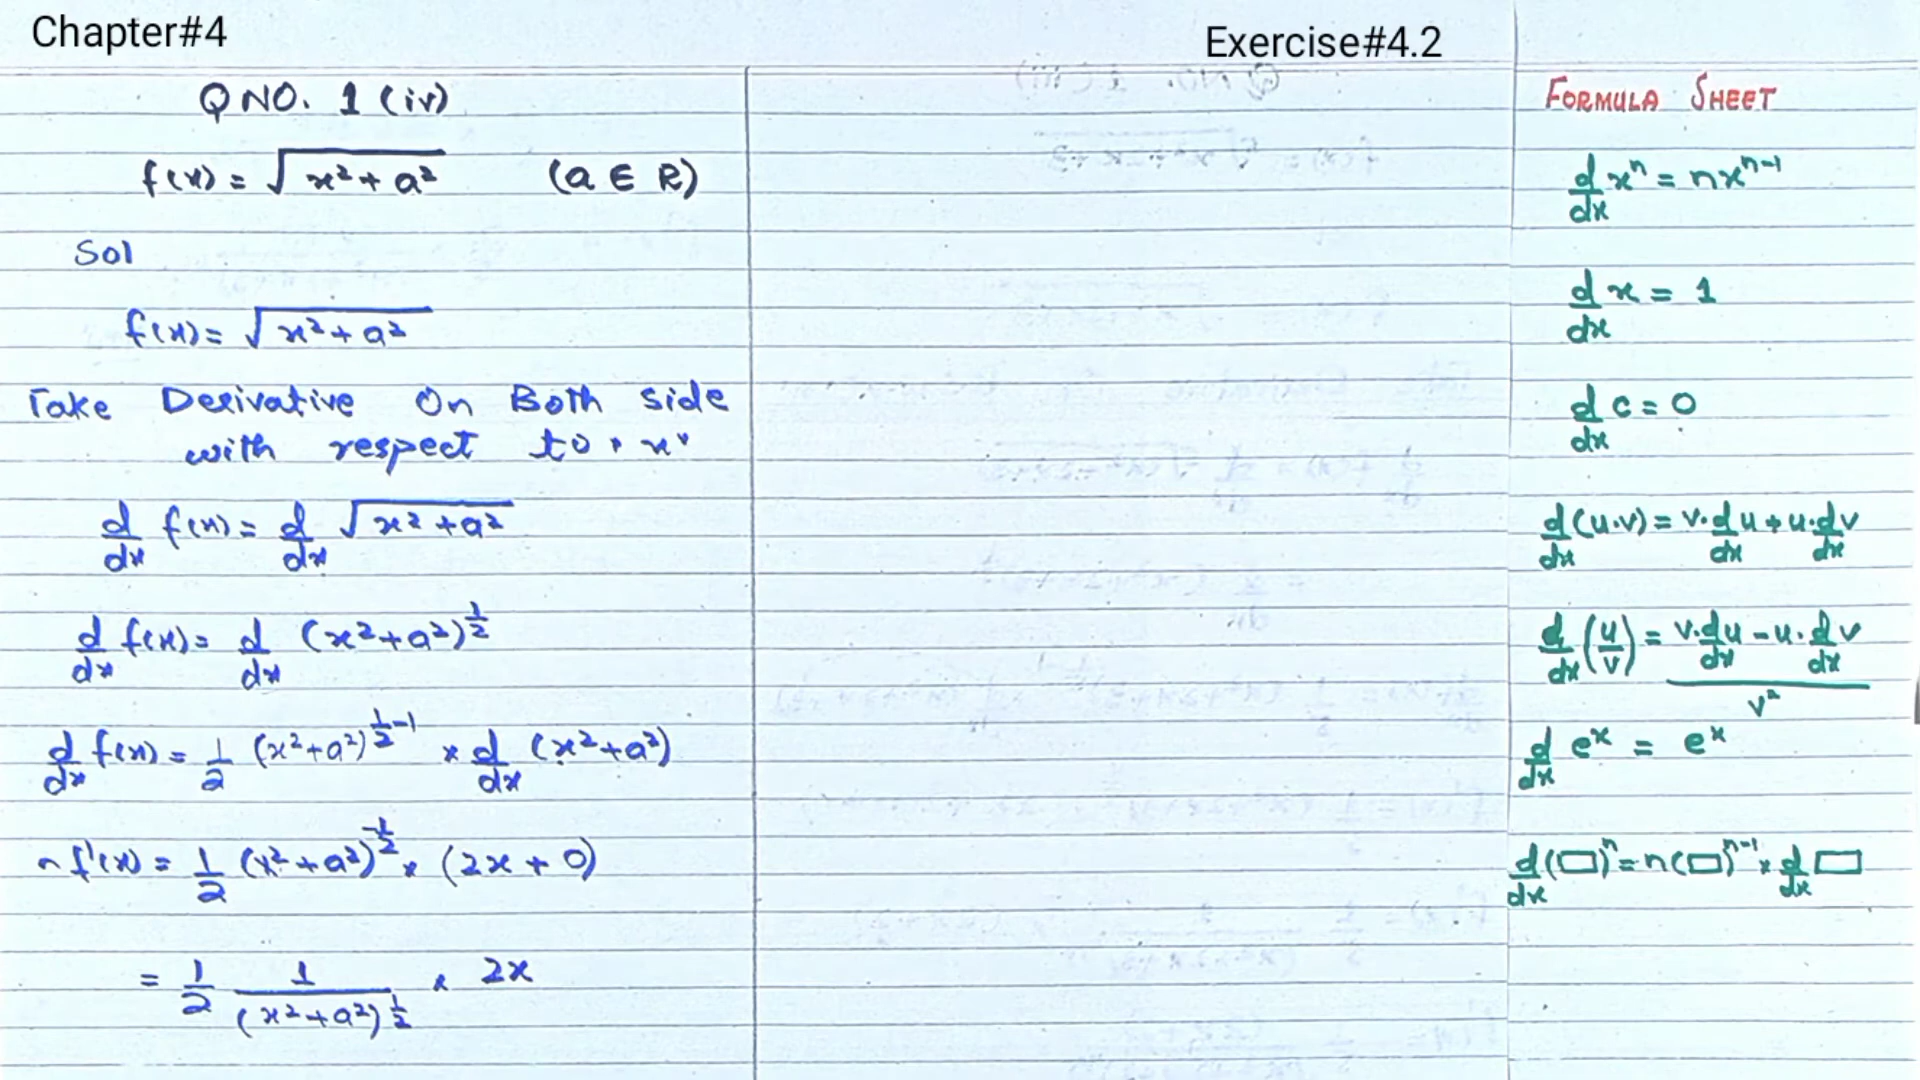 Chapter#4
Exercise#4.2
Q NO. 1 (iv)
f(x) = √(x² + a²) (a ∈ R)
Sol
f(x) = √(x² + a²)
Take Derivative On Both side
with respect to "x"
d/dx f(x) = d/dx √(x² + a²)
d/dx f(x) = d/dx (x² + a²)^(1/2)
d/dx f(x) = 1/2 (x² + a²)^(1/2 - 1) × d/dx (x² + a²)
f'(x) = 1/2 (x² + a²)^(-1/2) × (2x + 0)
= 1/2 1/(x² + a²)^(1/2) × 2x
FORMULA SHEET
d/dx xⁿ = nxⁿ⁻¹
d/dx x = 1
d/dx c = 0
d/dx (u·v) = v·d/dx u + u·d/dx v
d/dx (u/v) = (v·d/dx u - u·d/dx v)/v²
d/dx eˣ = eˣ
d/dx (□)ⁿ = n(□)ⁿ⁻¹ × d/dx □